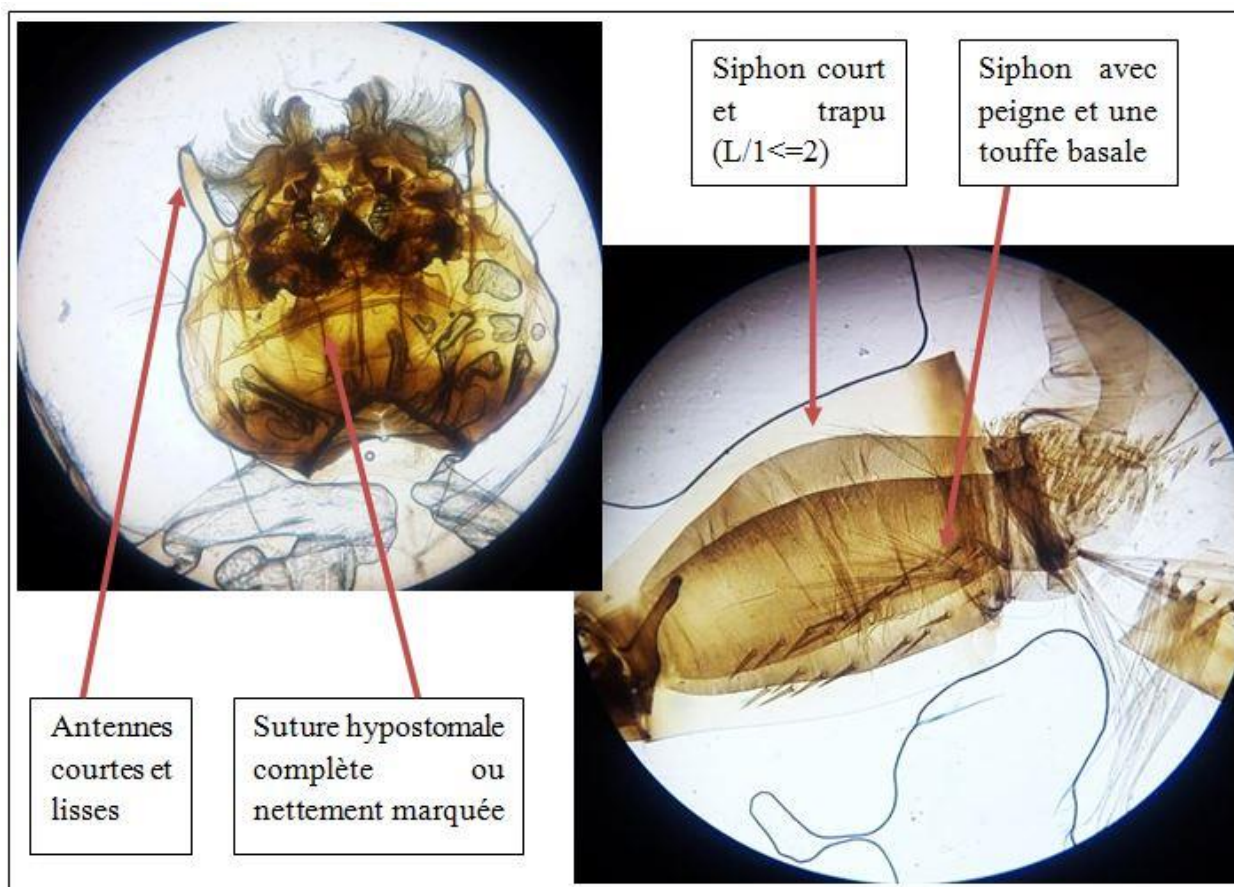 Siphon court
et trapu
(L/1<=2)
Siphon avec
peigne et une
touffe basale
Antennes
courtes et
lisses
Suture hypostomale
complète ou
nettement marquée